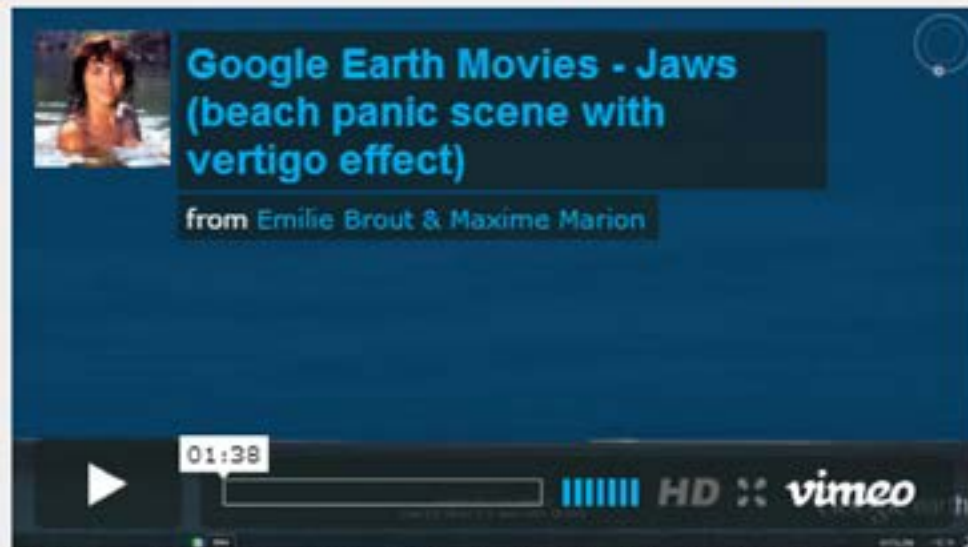 Google Earth Movies - Jaws
(beach panic scene with
vertigo effect)
from Emilie Brout & Maxime Marion
01:38
HD vimeo